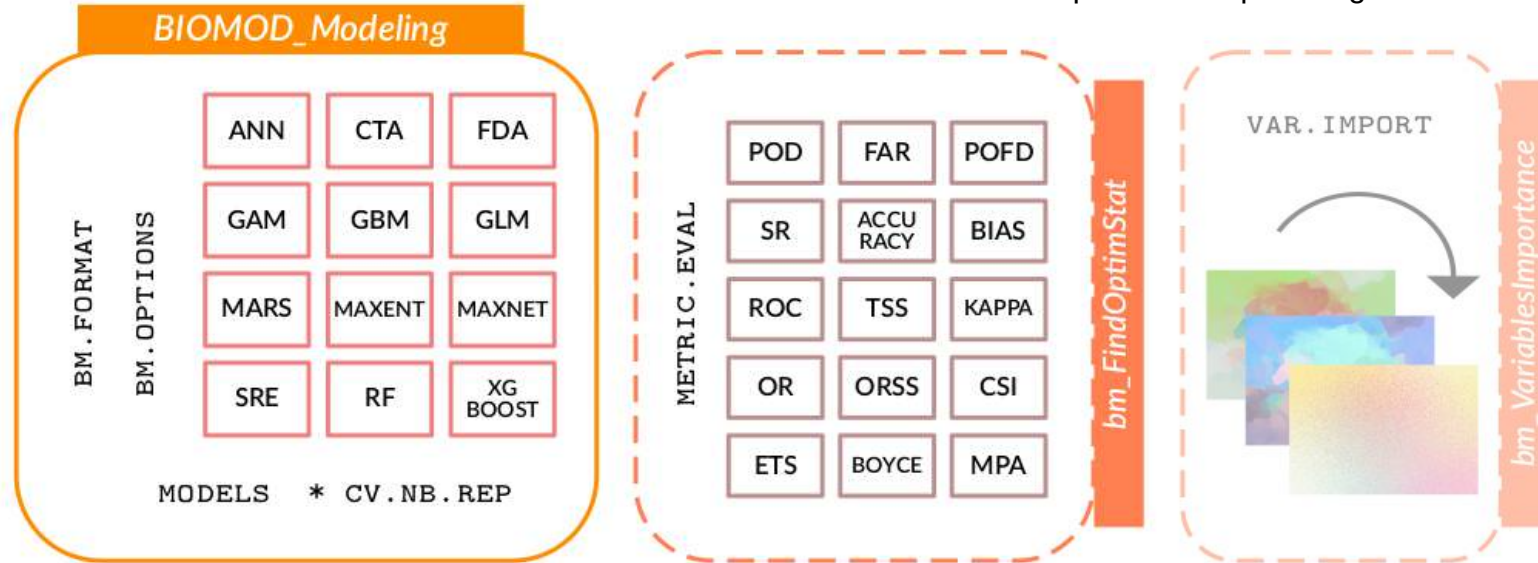 BIOMOD_Modeling
BM.FORMAT
BM.OPTIONS
ANN CTA FDA
GAM GBM GLM
MARS MAXENT MAXNET
SRE RF XG
BOOST
MODELS * CV.NB.REP
METRIC.EVAL
POD FAR POFD
SR ACCU
RACY BIAS
ROC TSS KAPPA
OR ORSS CSI
ETS BOYCE MPA
bm_FindOptimStat
VAR.IMPORT
bm_VariablesImportance